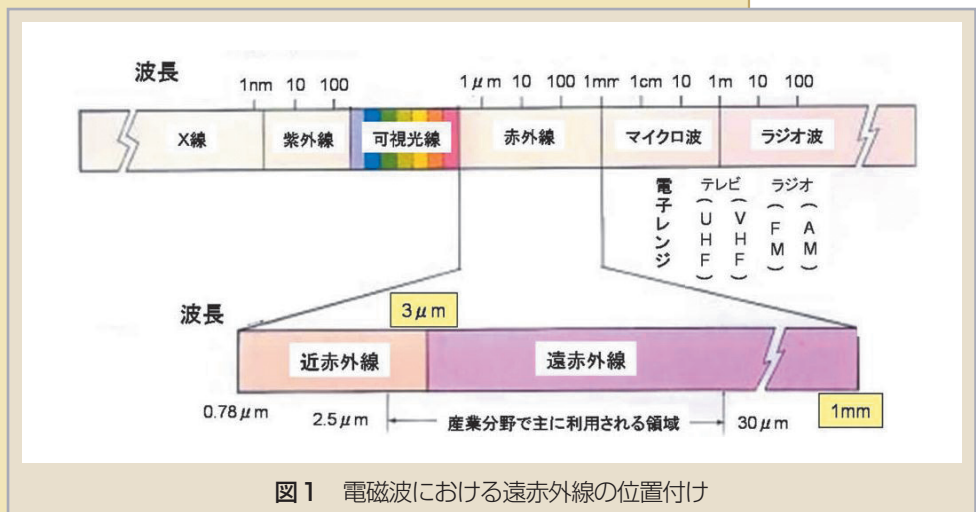 波長
1nm 10 100 1μm 10 100 1mm 1cm 10 1m 10 100
X線 紫外線 可視光線 赤外線 マイクロ波 ラジオ波
電子レンジ
テレビ
(UHF)
(VHF)
ラジオ
(FM)
(AM)
波長
3μm
近赤外線 遠赤外線
0.78μm 2.5μm 産業分野で主に利用される領域 30μm 1mm
図1 電磁波における遠赤外線の位置付け